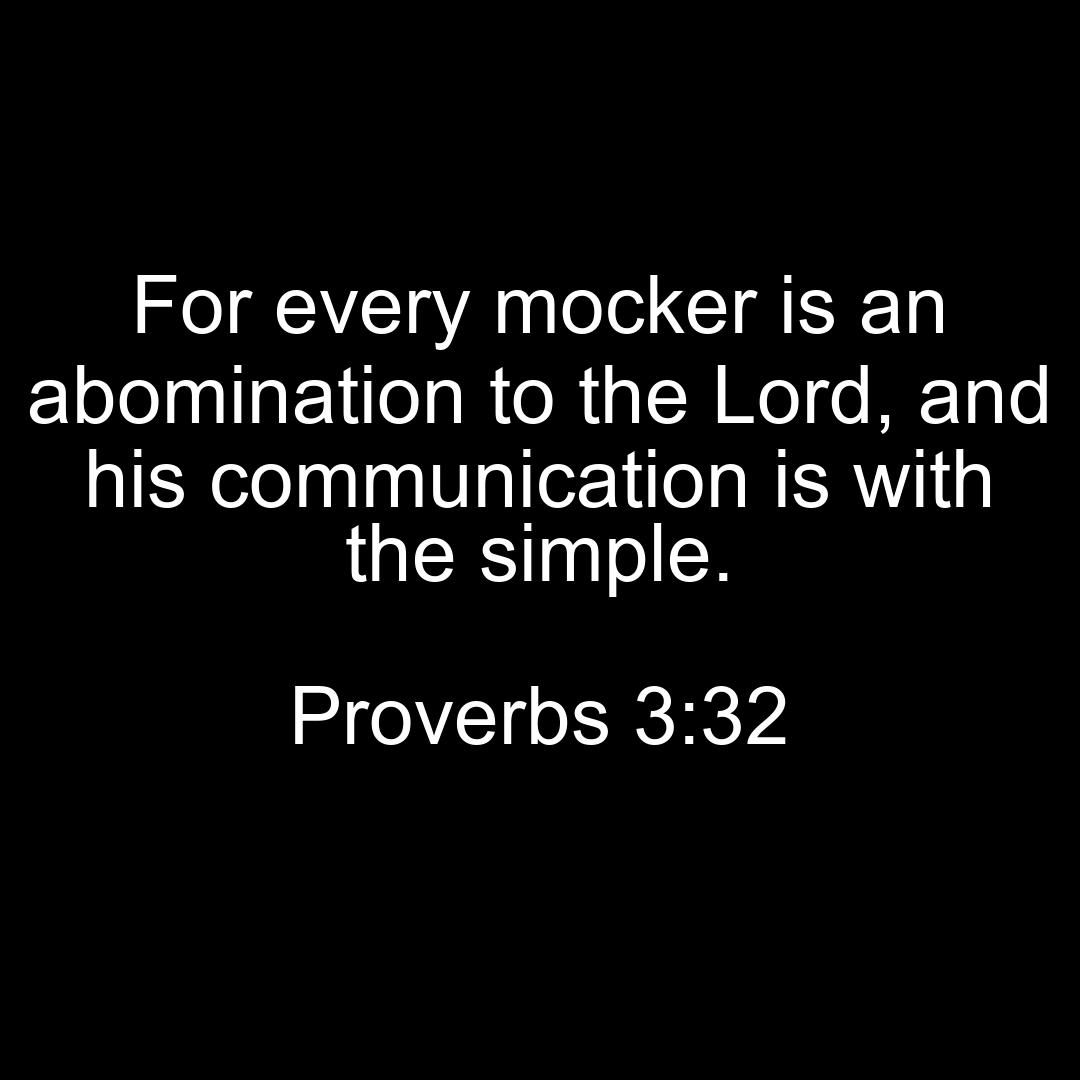 For every mocker is an
abomination to the Lord, and
his communication is with
the simple.
Proverbs 3:32